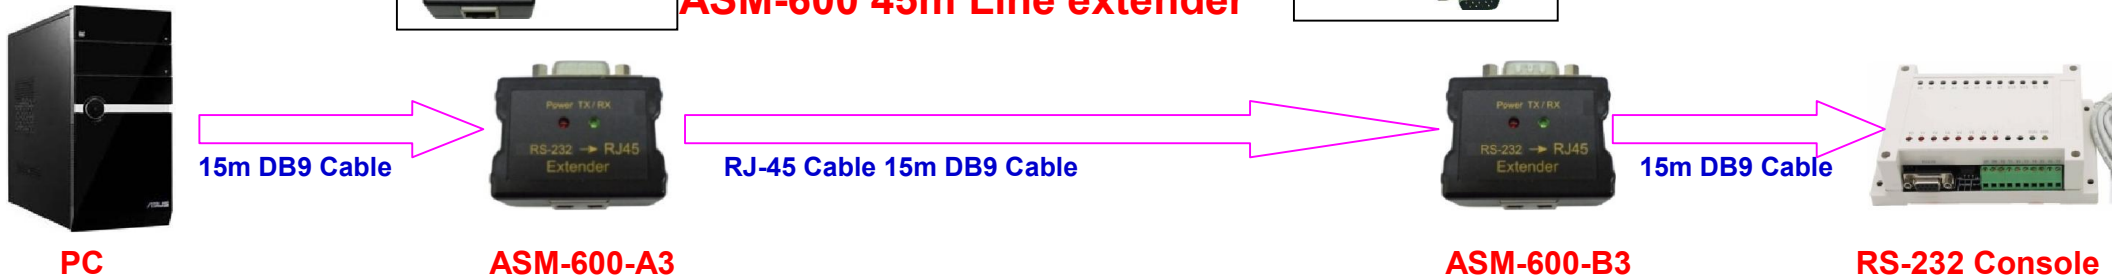 ASM-600 45m Line extender
Power TX/RX
RS-232 → RJ45
Extender
Power TX/RX
RS-232 → RJ45
Extender
15m DB9 Cable
RJ-45 Cable 15m DB9 Cable
15m DB9 Cable
ASUS
PC
ASM-600-A3
ASM-600-B3
RS-232 Console